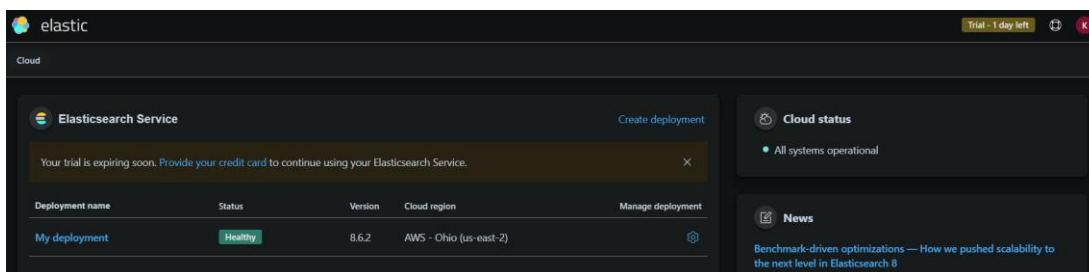 elastic
Trial - 1 day left
K
Cloud
Elasticsearch Service
Create deployment
Your trial is expiring soon. Provide your credit card to continue using your Elasticsearch Service.
Deployment name Status Version Cloud region Manage deployment
My deployment Healthy 8.6.2 AWS - Ohio (us-east-2)
Cloud status
All systems operational
News
Benchmark-driven optimizations — How we pushed scalability to
the next level in Elasticsearch 8